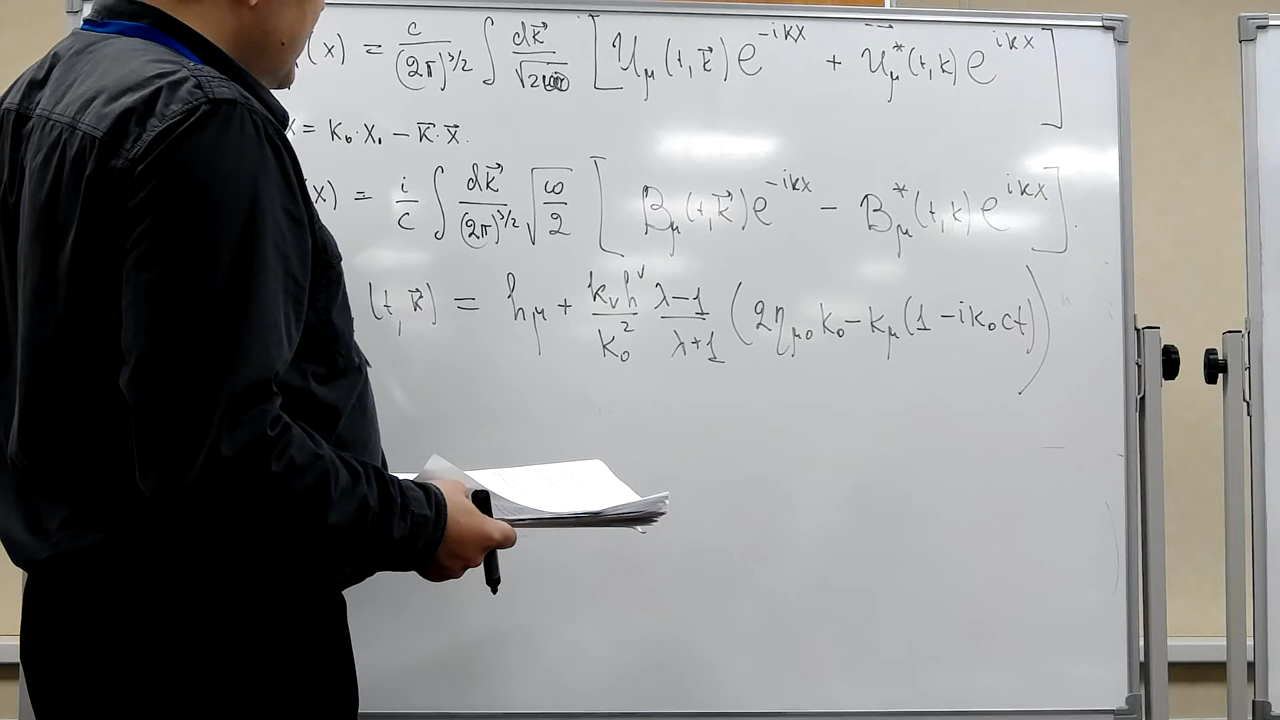 (x) = c/(2π)^{3/2} ∫ dk⃗/√2ω [U_μ(t,k⃗)e^{-ikx} + U_μ^*(t,k)e^{ikx}]
x = k₀·x₀ − k⃗·x⃗.
(x) = i/c ∫ dk⃗/(2π)^{3/2} √(ω/2) [B_μ(t,k⃗)e^{-ikx} − B_μ^*(t,k)e^{ikx}].
(t,k⃗) = h_μ + (k_ν h^ν)/k₀² (λ−1)/(λ+1) (2η_{μ0}k₀ − k_μ(1 − ik₀ct))